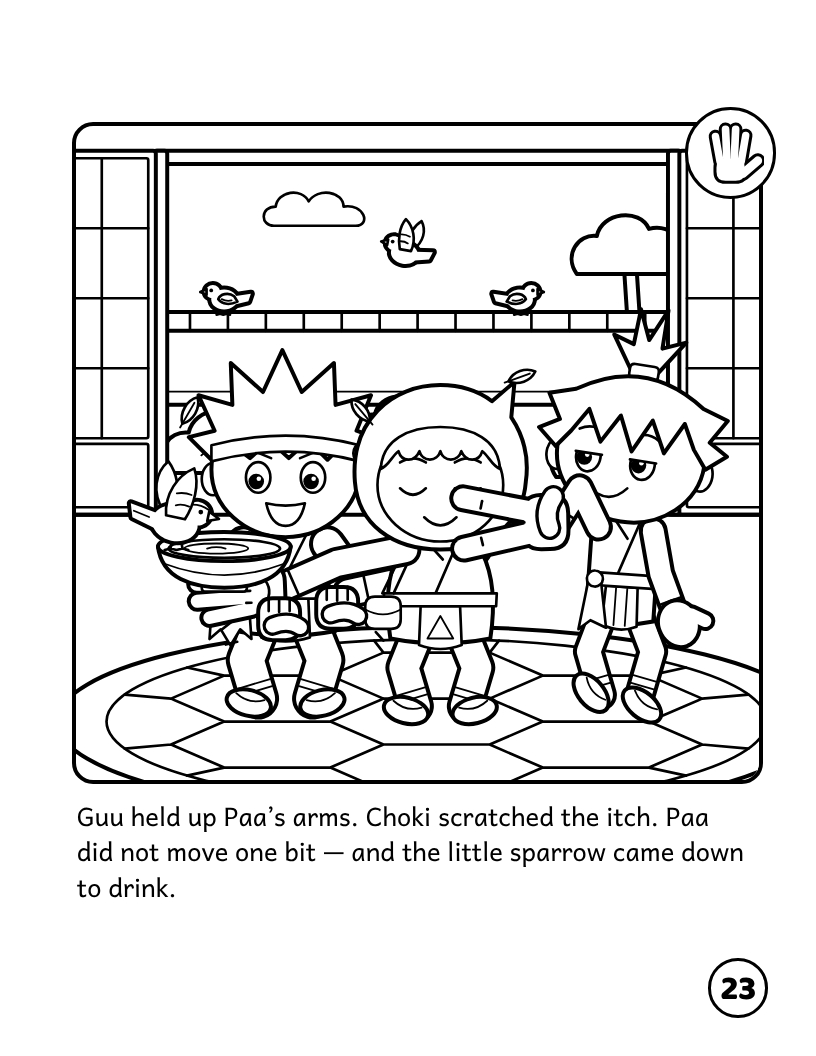 Guu held up Paa’s arms. Choki scratched the itch. Paa
did not move one bit — and the little sparrow came down
to drink.
23